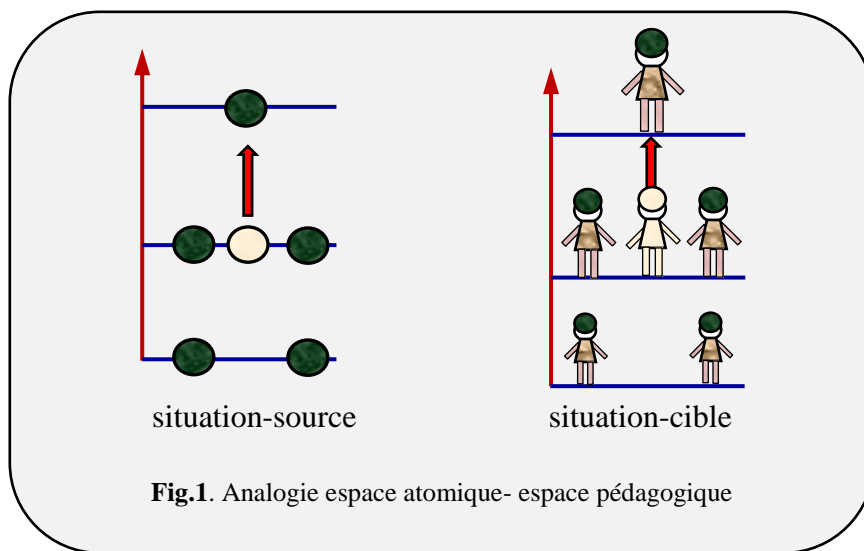 situation-source
situation-cible
Fig.1. Analogie espace atomique- espace pédagogique